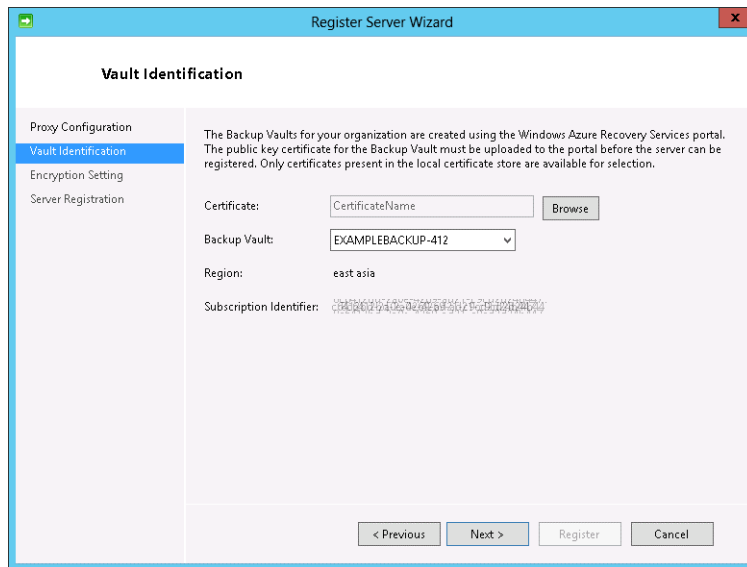 Register Server Wizard
x
Vault Identification
Proxy Configuration
Vault Identification
Encryption Setting
Server Registration
The Backup Vaults for your organization are created using the Windows Azure Recovery Services portal.
The public key certificate for the Backup Vault must be uploaded to the portal before the server can be
registered. Only certificates present in the local certificate store are available for selection.
Certificate: CertificateName Browse
Backup Vault: EXAMPLEBACKUP-412
Region: east asia
Subscription Identifier:
< Previous Next > Register Cancel